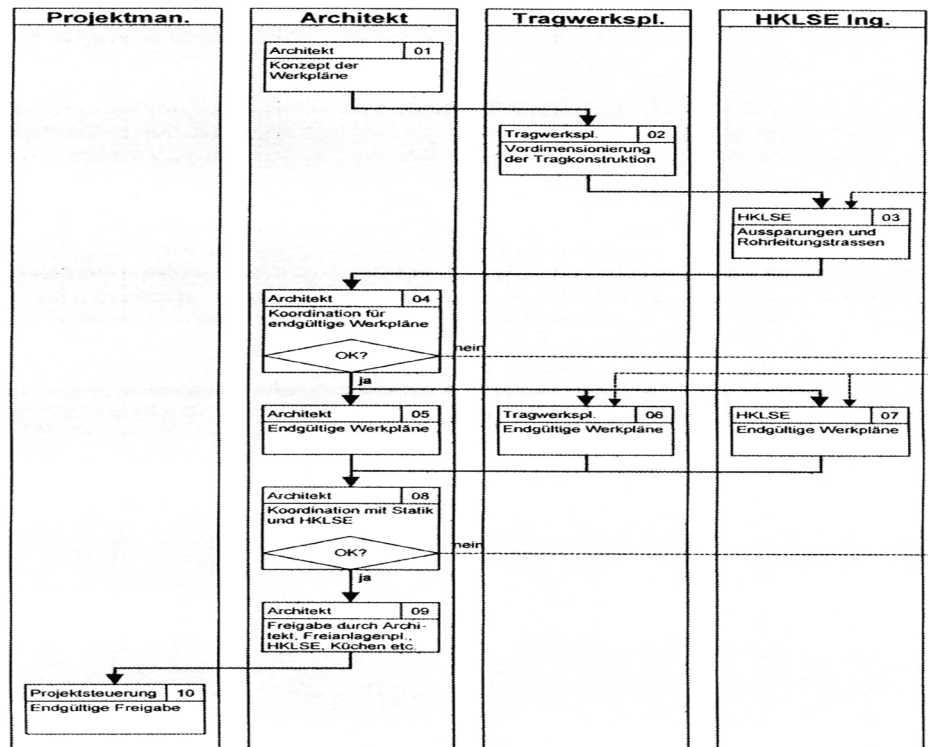 Projektman.
Architekt
Tragwerkspl.
HKLSE Ing.
Architekt 01
Konzept der
Werkpläne
Tragwerkspl. 02
Vordimensionierung
der Tragkonstruktion
HKLSE 03
Aussparungen und
Rohrleitungstrassen
Architekt 04
Koordination für
endgültige Werkpläne
OK?
nein
ja
Architekt 05
Endgültige Werkpläne
Tragwerkspl. 06
Endgültige Werkpläne
HKLSE 07
Endgültige Werkpläne
Architekt 08
Koordination mit Statik
und HKLSE
OK?
nein
ja
Architekt 09
Freigabe durch Archi-
tekt, Freianlagenpl.,
HKLSE, Küchen etc.
Projektsteuerung 10
Endgültige Freigabe